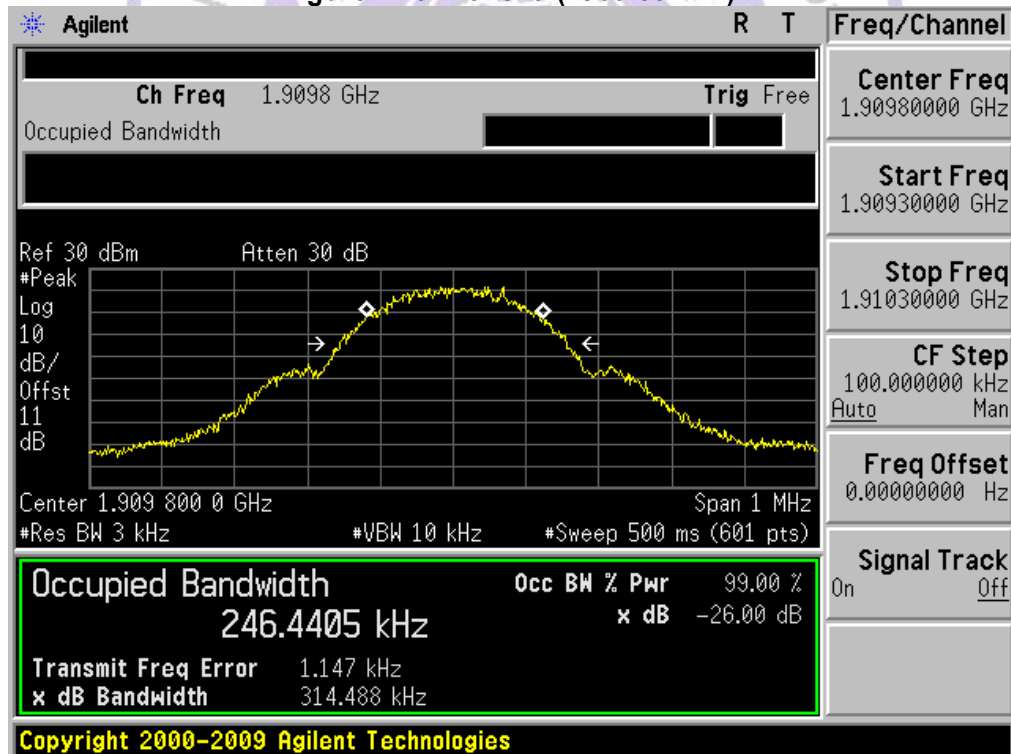 Agilent R T Freq/Channel
Ch Freq 1.9098 GHz Trig Free
Occupied Bandwidth
Center Freq
1.90980000 GHz
Start Freq
1.90930000 GHz
Stop Freq
1.91030000 GHz
CF Step
100.000000 kHz
Auto Man
Freq Offset
0.00000000 Hz
Signal Track
On Off
Ref 30 dBm Atten 30 dB
#Peak
Log
10
dB/
Offst
11
dB
Center 1.909 800 0 GHz Span 1 MHz
#Res BW 3 kHz #VBW 10 kHz #Sweep 500 ms (601 pts)
Occupied Bandwidth Occ BW % Pwr 99.00 %
246.4405 kHz x dB -26.00 dB
Transmit Freq Error 1.147 kHz
x dB Bandwidth 314.488 kHz
Copyright 2000-2009 Agilent Technologies